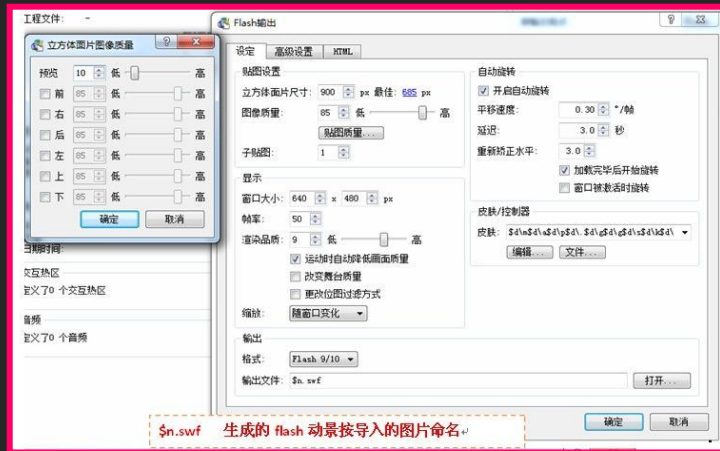 工程文件: -
立方体面片图像质量
预览 10 低 高
前 85 低 高
右 85 低 高
后 85 低 高
左 85 低 高
上 85 低 高
下 85 低 高
确定 取消
日期时间:
交互热区
定义了0 个交互热区
音频
定义了0 个音频
Flash输出
设定 高级设置 HTML
贴图设置
立方体面片尺寸: 900 px 最佳: 685 px
图像质量: 85 低 高
贴图质量...
子贴图: 1
显示
窗口大小: 640 x 480 px
帧率: 50
渲染品质: 9 低 高
运动时自动降低画面质量
改变舞台质量
更改位图过滤方式
缩放: 随窗口变化
自动旋转
开启自动旋转
平移速度: 0.30 °/帧
延迟: 3.0 秒
重新矫正水平: 3.0
加载完毕后开始旋转
窗口被激活时旋转
皮肤/控制器
皮肤:
编辑... 文件...
输出
格式: Flash 9/10
输出文件: $n.swf 打开...
确定 取消
$n.swf 生成的 flash 动景按导入的图片命名